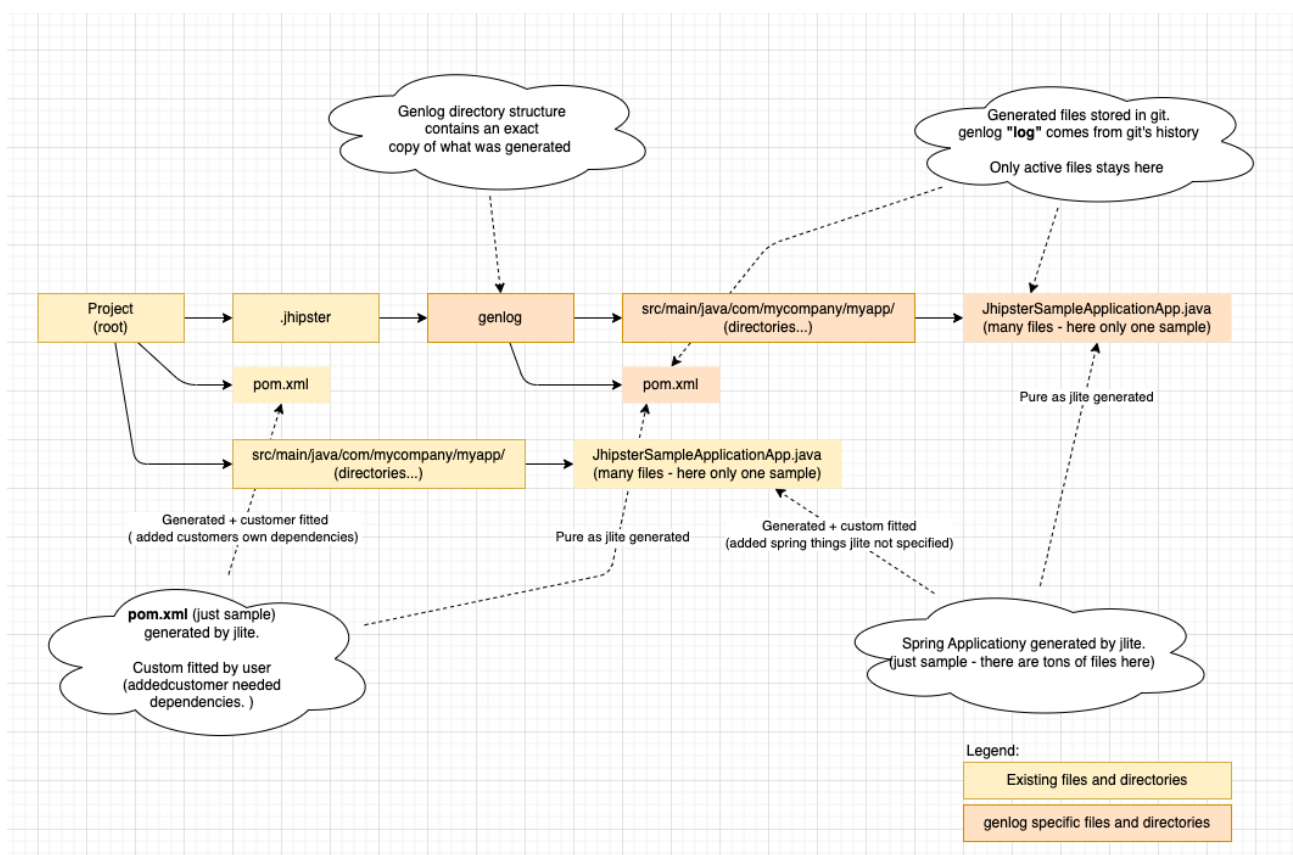 Genlog directory structure
contains an exact
copy of what was generated
Generated files stored in git.
genlog "log" comes from git's history
Only active files stays here
Project
(root)
.jhipster
genlog
src/main/java/com/mycompany/myapp/
(directories...)
JhipsterSampleApplicationApp.java
(many files - here only one sample)
pom.xml
pom.xml
Pure as jlite generated
src/main/java/com/mycompany/myapp/
(directories...)
JhipsterSampleApplicationApp.java
(many files - here only one sample)
Generated + customer fitted
( added customers own dependencies)
Pure as jlite generated
Generated + custom fitted
(added spring things jlite not specified)
pom.xml (just sample)
generated by jlite.
Custom fitted by user
(addedcustomer needed
dependencies. )
Spring Applicationy generated by jlite.
(just sample - there are tons of files here)
Legend:
Existing files and directories
genlog specific files and directories